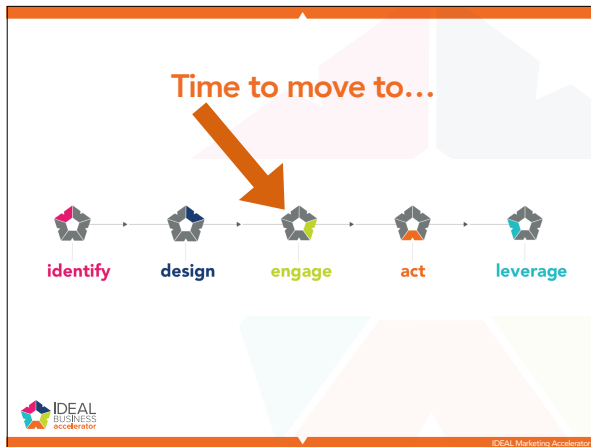 Time to move to…
identify design engage act leverage
IDEAL
BUSINESS
accelerator
IDEAL Marketing Accelerator